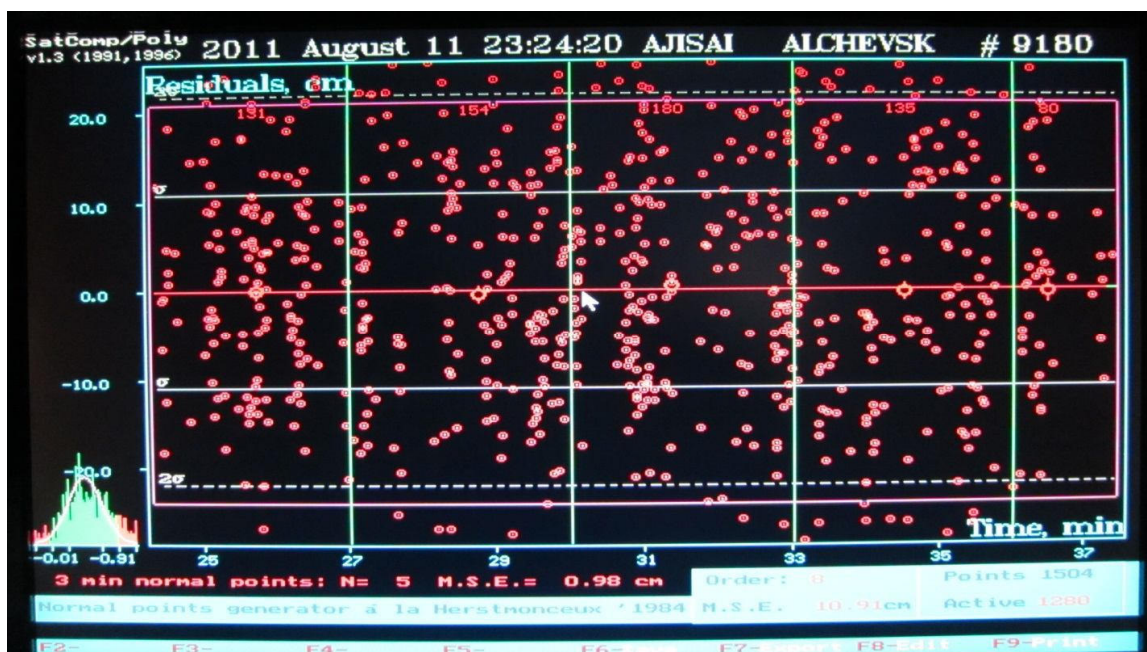 SatComp/Poly
v1.3 (1991,1996)
2011 August 11 23:24:20 AJISAI ALCHEVSK # 9180
Residuals, cm
2σ
20.0
131 154 180 135 80
σ
10.0
0.0
-10.0
σ
-20.0
2σ
Time, min
-0.01 -0.91
25 27 29 31 33 35 37
3 min normal points: N= 5 M.S.E.= 0.98 cm
Order: 8 Points 1504
Normal points generator á la Herstmonceux '1984 M.S.E. 10.91cm Active 1280
F2- F3- F4- F5- F6- F7-Export F8-Edit F9-Print